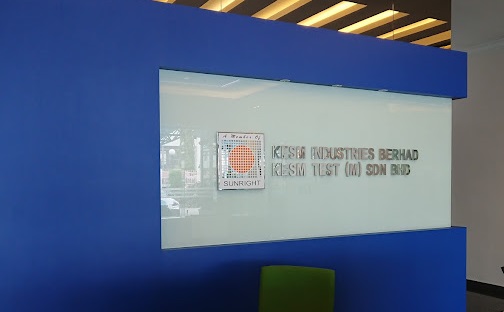 A Member Of
SUNRIGHT
KESM INDUSTRIES BERHAD
KESM TEST (M) SDN BHD